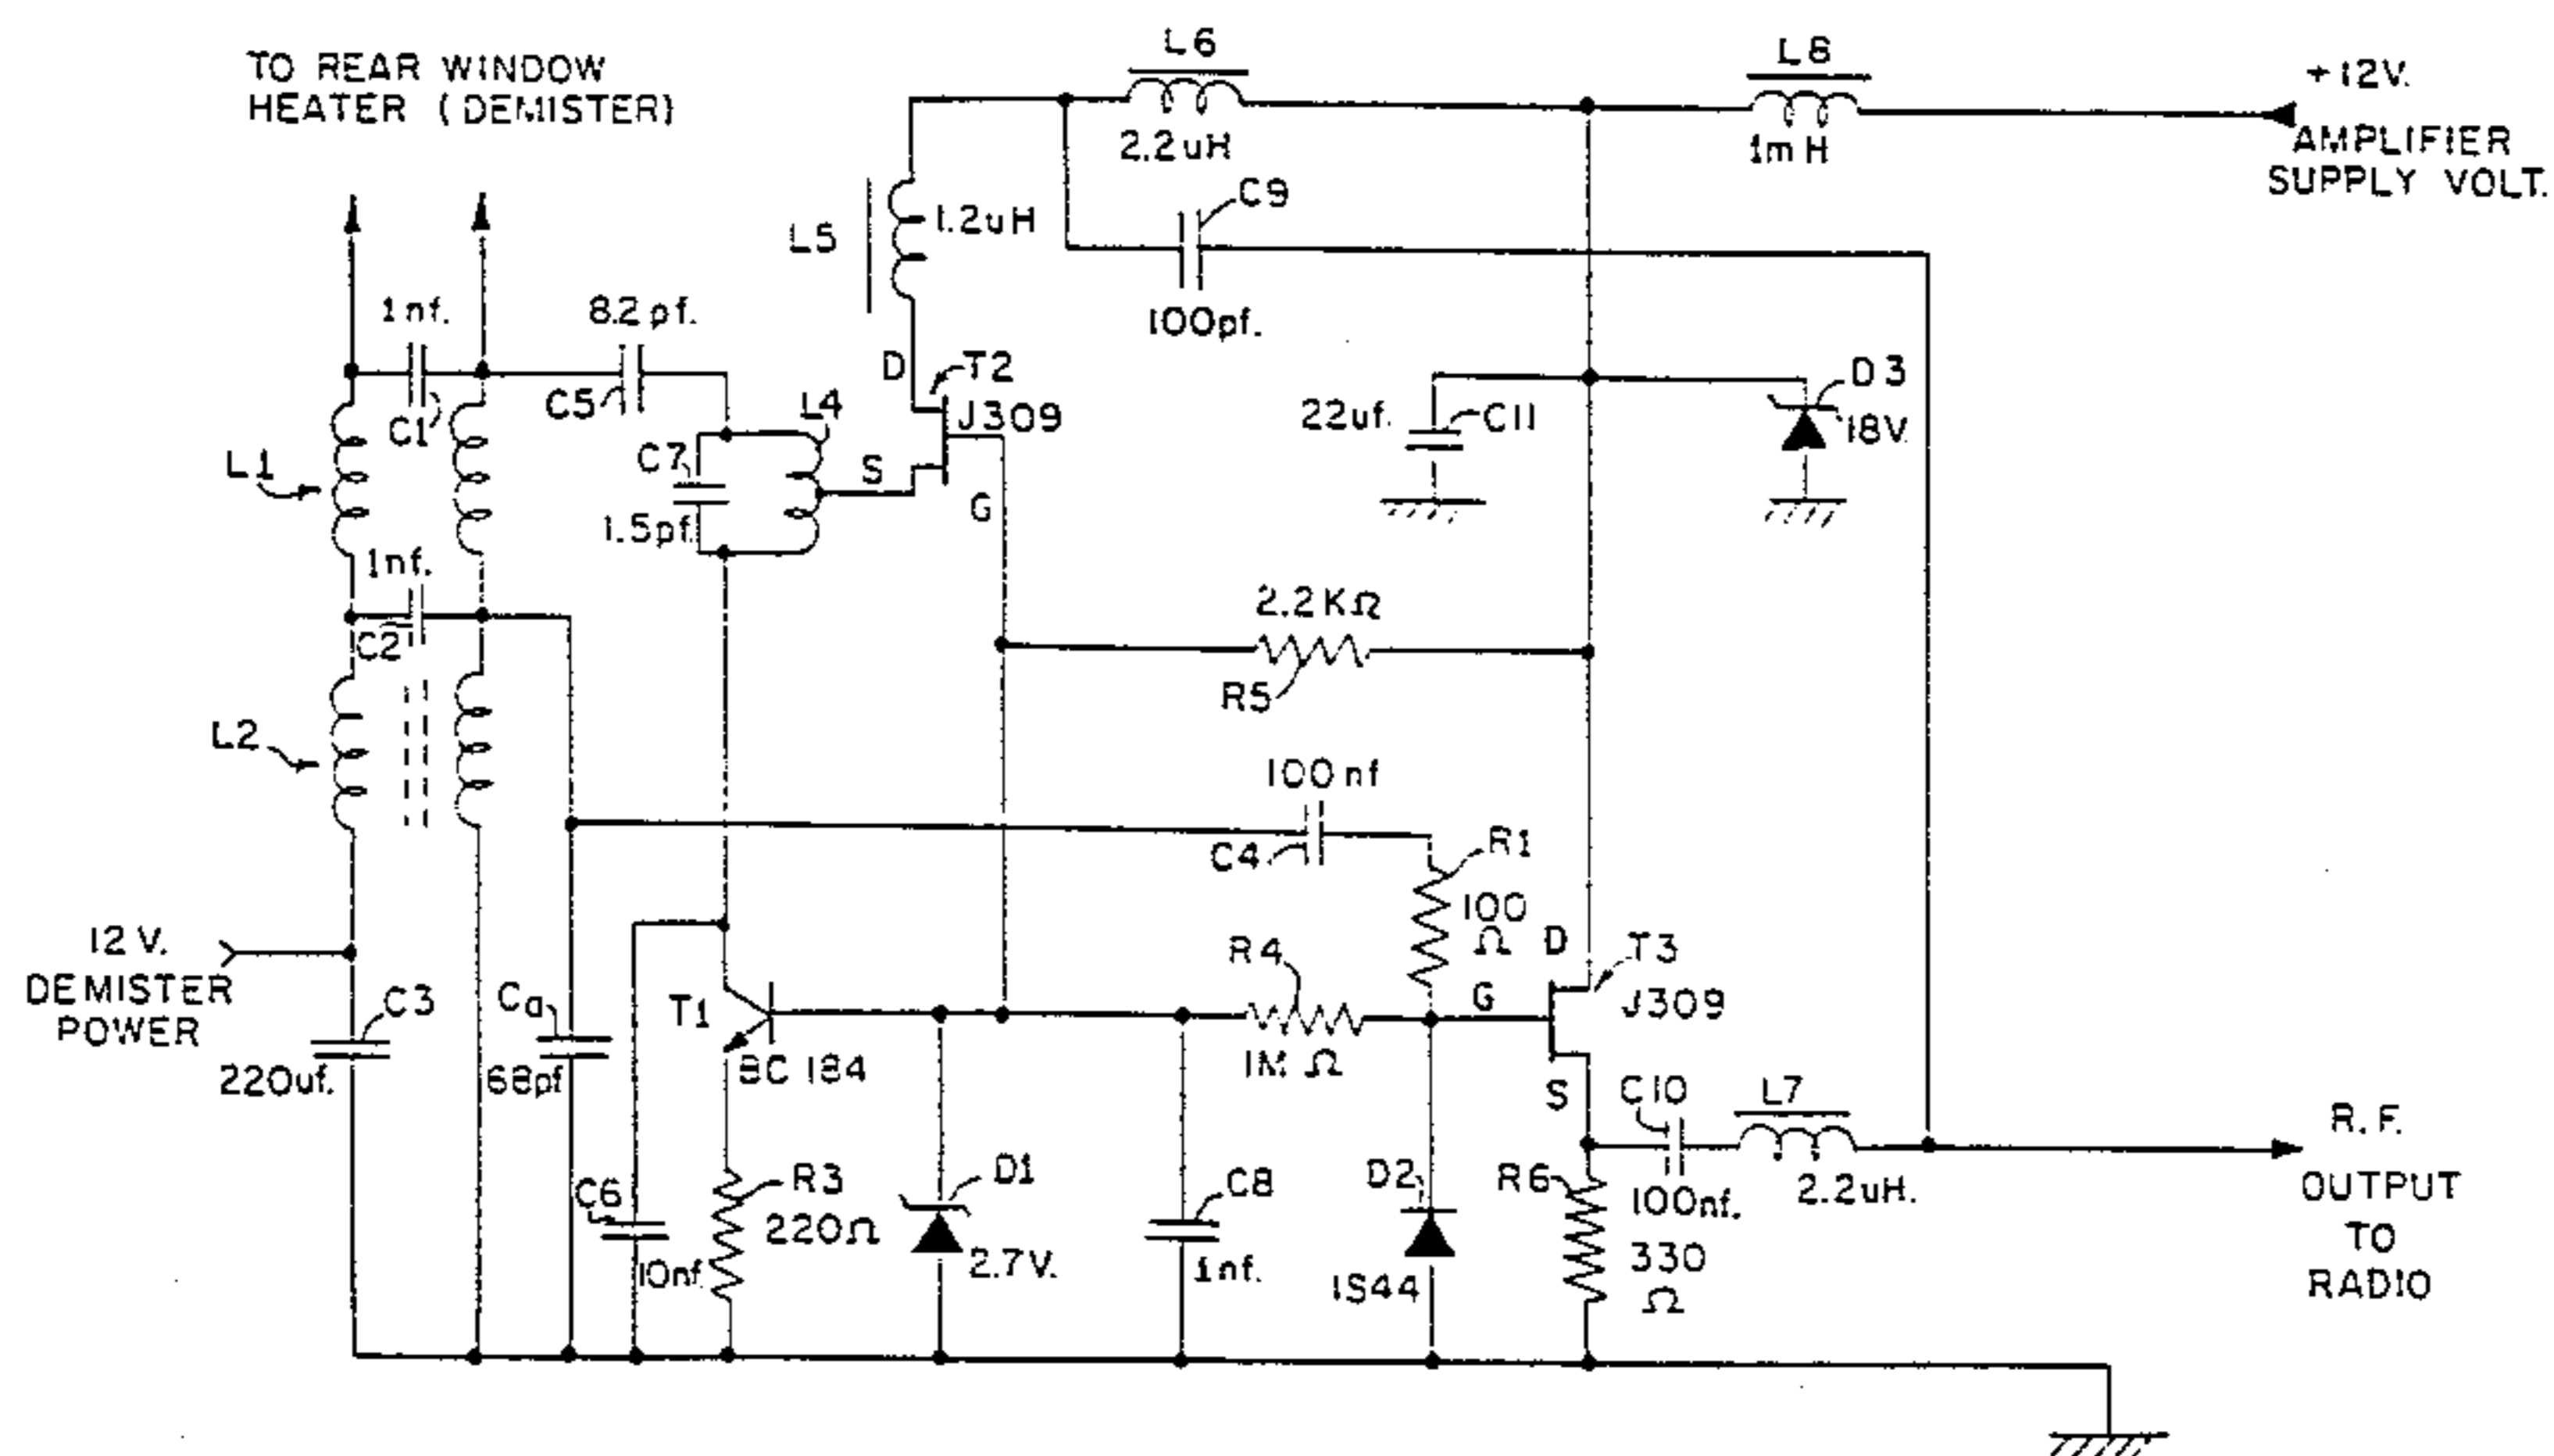 TO REAR WINDOW
HEATER (DEMISTER)
L6
2.2uH
L8
1mH
+12V.
AMPLIFIER
SUPPLY VOLT.
L5
1.2uH
C9
100pf.
1nf.
C1
8.2pf.
C5
D
T2
J309
L4
C7
1.5pf.
S
G
22uf.
C11
D3
18V.
L1
1nf.
C2
2.2KΩ
R5
L2
100nf
C4
R1
100
Ω
12V.
DEMISTER
POWER
C3
220uf.
Ca
68pf
T1
BC 184
R4
1MΩ
G
D
T3
J309
S
C10
100nf.
L7
2.2uH.
R.F.
OUTPUT
TO
RADIO
C6
10nf.
R3
220Ω
D1
2.7V.
C8
1nf.
D2
1S44
R6
330
Ω